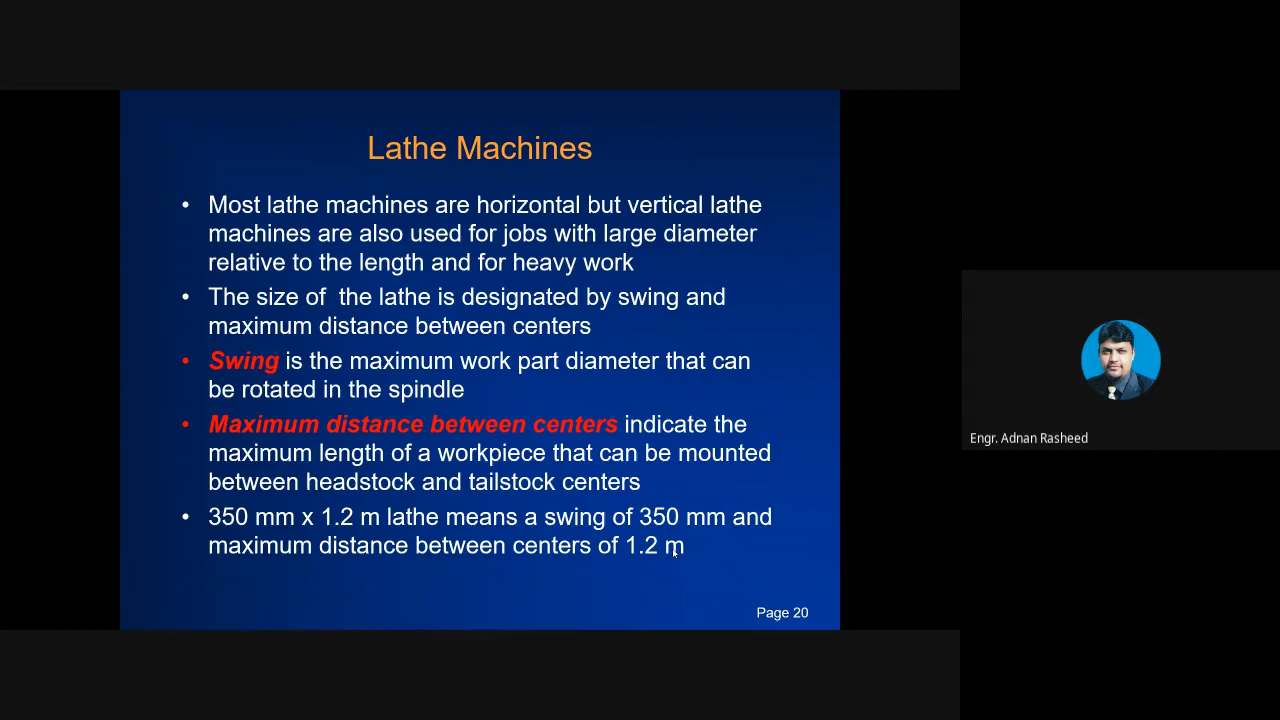 Lathe Machines
• Most lathe machines are horizontal but vertical lathe
machines are also used for jobs with large diameter
relative to the length and for heavy work
• The size of  the lathe is designated by swing and
maximum distance between centers
• Swing is the maximum work part diameter that can
be rotated in the spindle
• Maximum distance between centers indicate the
maximum length of a workpiece that can be mounted
between headstock and tailstock centers
• 350 mm x 1.2 m lathe means a swing of 350 mm and
maximum distance between centers of 1.2 m
Page 20
Engr. Adnan Rasheed